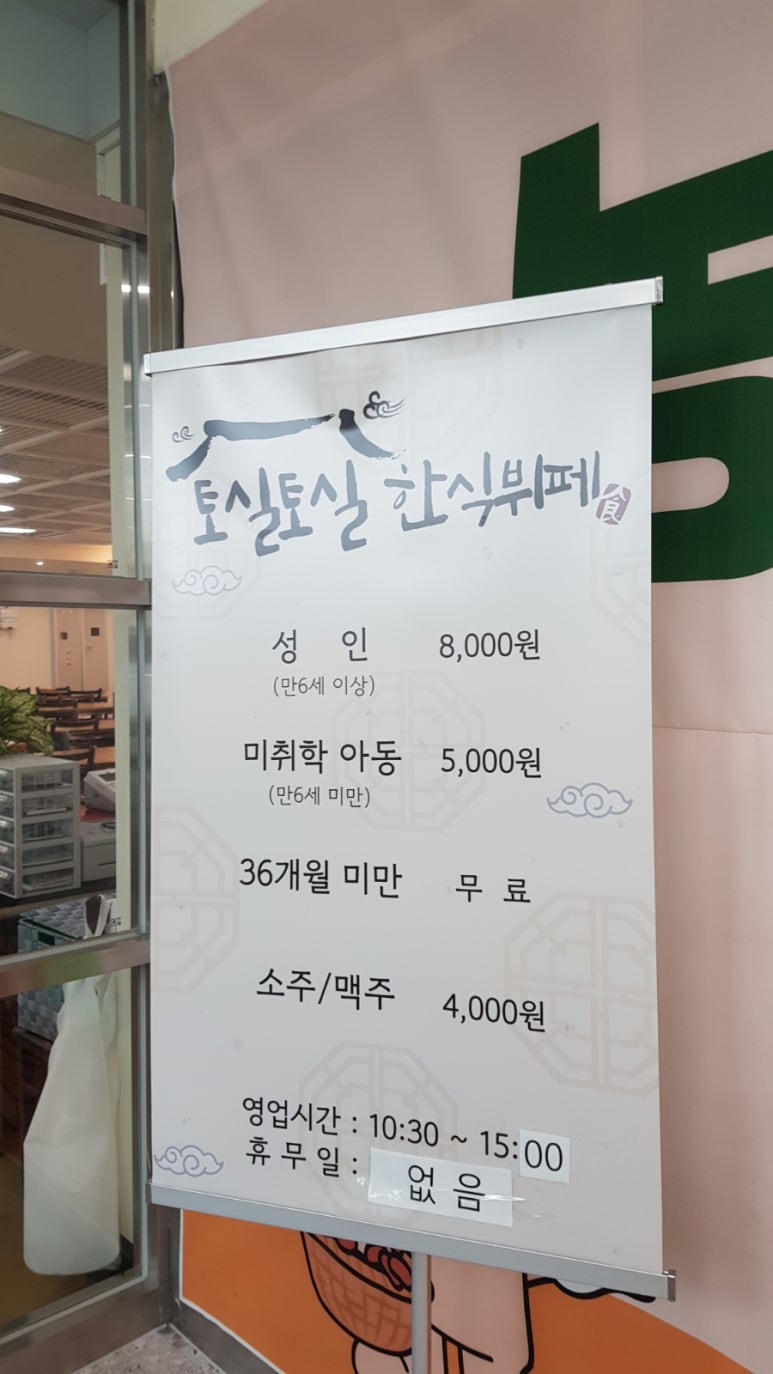 토실토실 한식뷔페 食
성 인 8,000원
(만6세 이상)
미취학 아동 5,000원
(만6세 미만)
36개월 미만 무 료
소주/맥주 4,000원
영업시간 : 10:30 ~ 15:00
휴 무 일 : 없 음